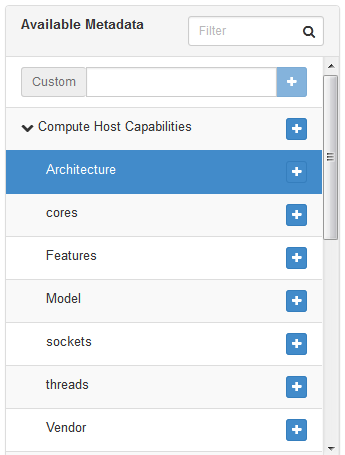 Available Metadata
Filter
Custom
Compute Host Capabilities
Architecture
cores
Features
Model
sockets
threads
Vendor